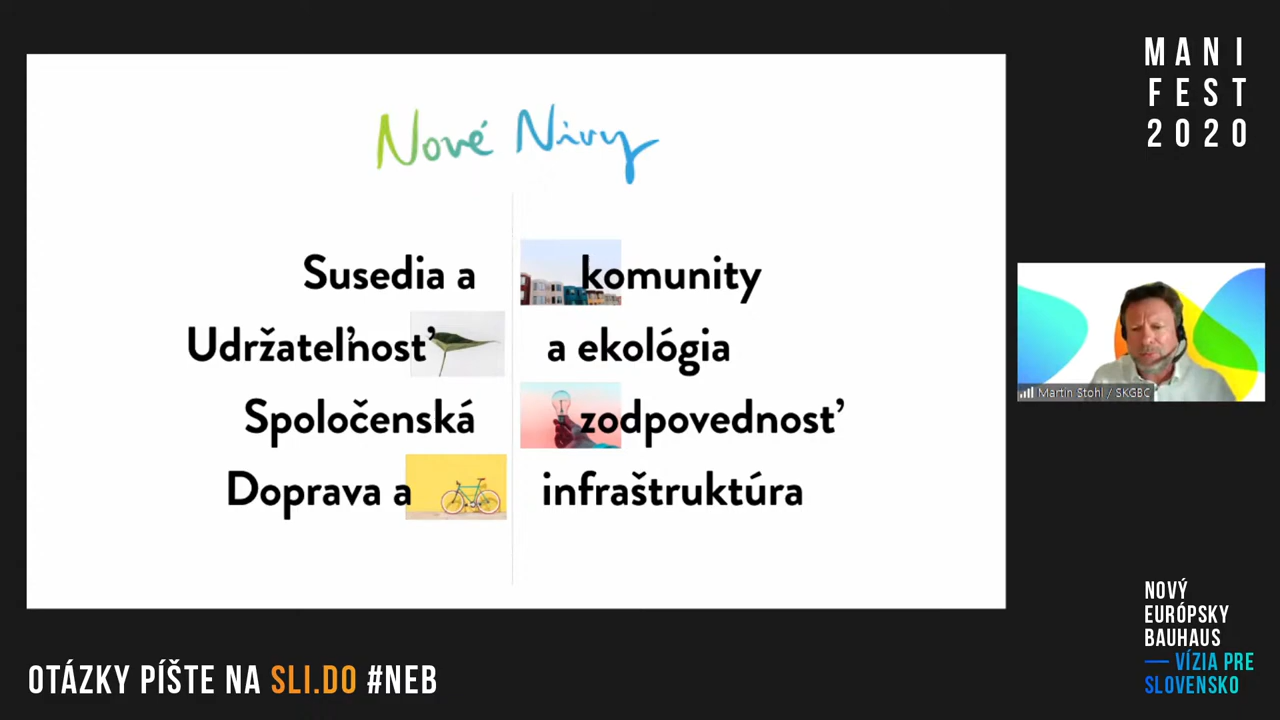 Nové Nivy
Susedia a komunity
Udržateľnosť a ekológia
Spoločenská zodpovednosť
Doprava a infraštruktúra
MANI
FEST
2020
Martin Stohl / SKGBC
NOVÝ
EURÓPSKY
BAUHAUS
— VÍZIA PRE
SLOVENSKO
OTÁZKY PÍŠTE NA SLI.DO #NEB